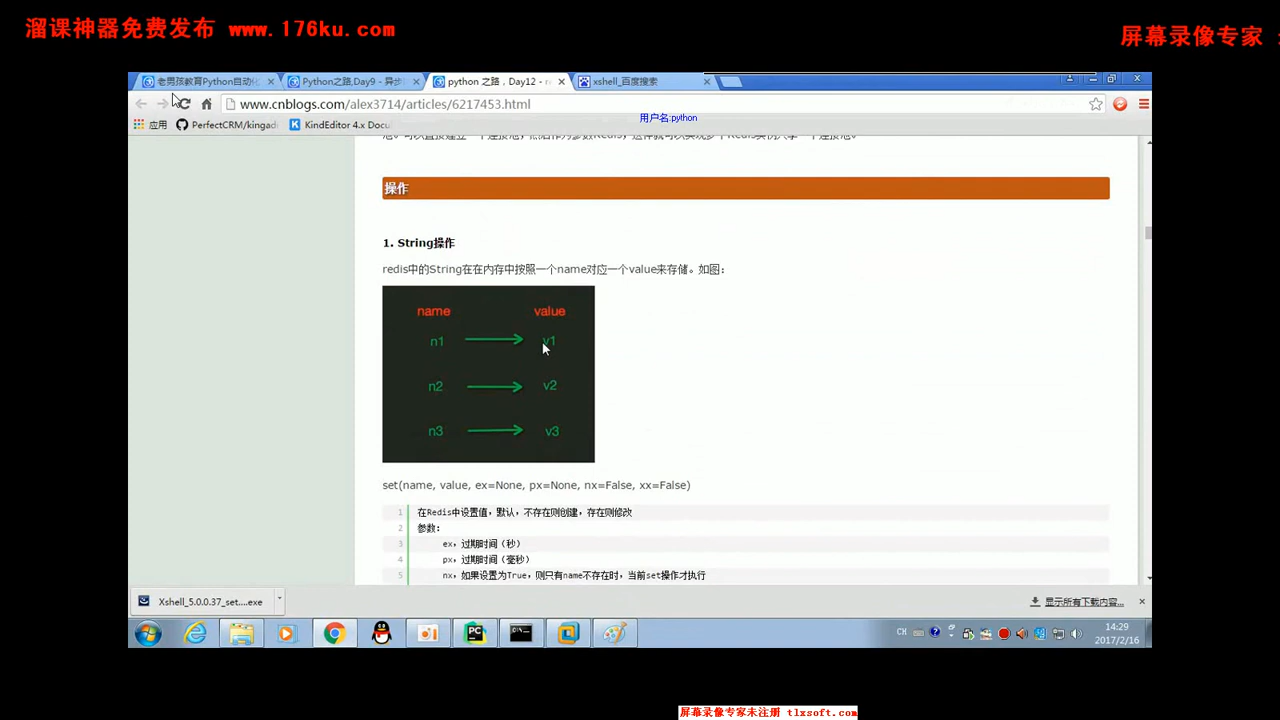 溜课神器免费发布 www.176ku.com
屏幕录像专家
老男孩教育Python自动化
Python之路,Day9 - 异步
python 之路，Day12 - r
xshell_百度搜索
www.cnblogs.com/alex3714/articles/6217453.html
应用
PerfectCRM/kingad
KindEditor 4.x Docu
用户名:python
操作
1. String操作
redis中的String在在内存中按照一个name对应一个value来存储。如图：
name value
n1 v1
n2 v2
n3 v3
set(name, value, ex=None, px=None, nx=False, xx=False)
1 在Redis中设置值，默认，不存在则创建，存在则修改
2 参数：
3 ex，过期时间（秒）
4 px，过期时间（毫秒）
5 nx，如果设置为True，则只有name不存在时，当前set操作才执行
Xshell_5.0.0.37_set....exe
显示所有下载内容...
CH
14:29
2017/2/16
屏幕录像专家未注册 tlxsoft.com